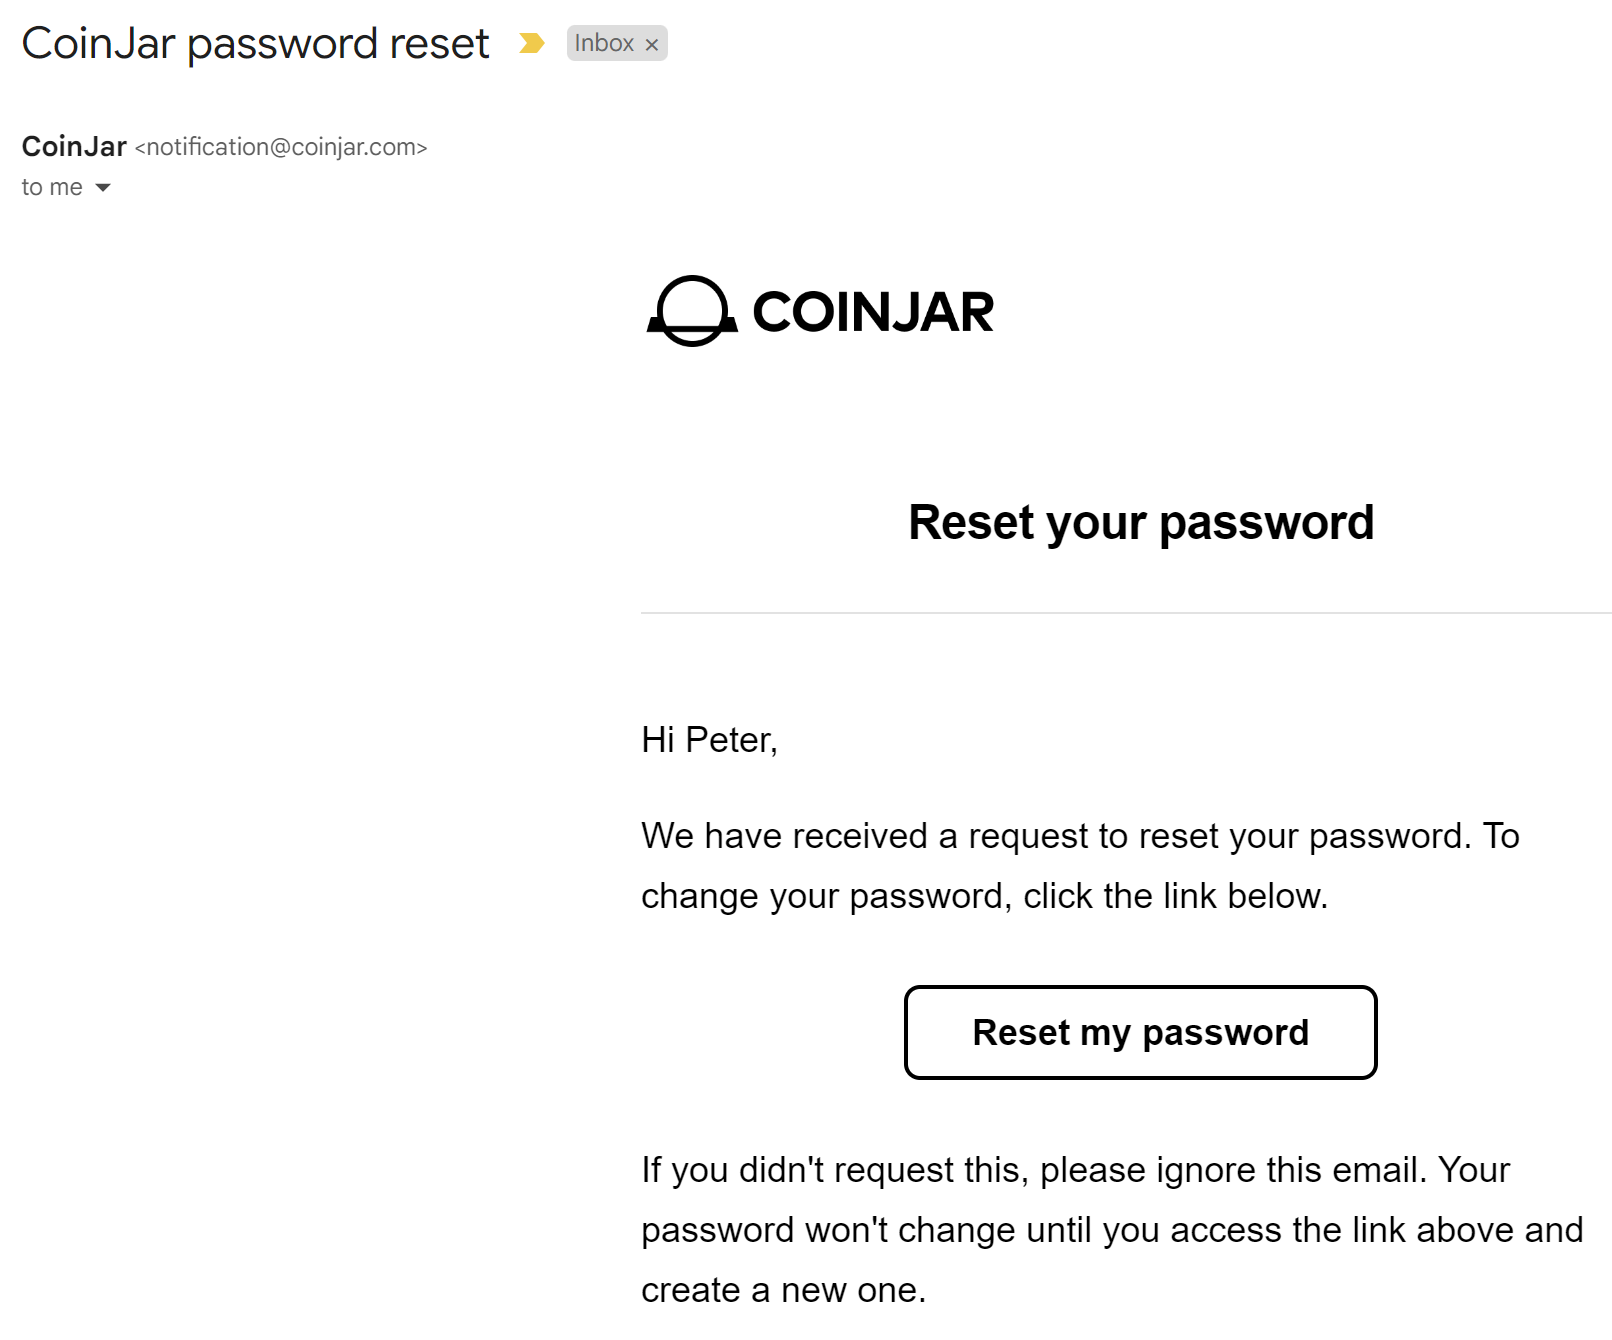 CoinJar password reset Inbox ×
CoinJar <notification@coinjar.com>
to me
COINJAR
Reset your password
Hi Peter,
We have received a request to reset your password. To
change your password, click the link below.
Reset my password
If you didn't request this, please ignore this email. Your
password won't change until you access the link above and
create a new one.